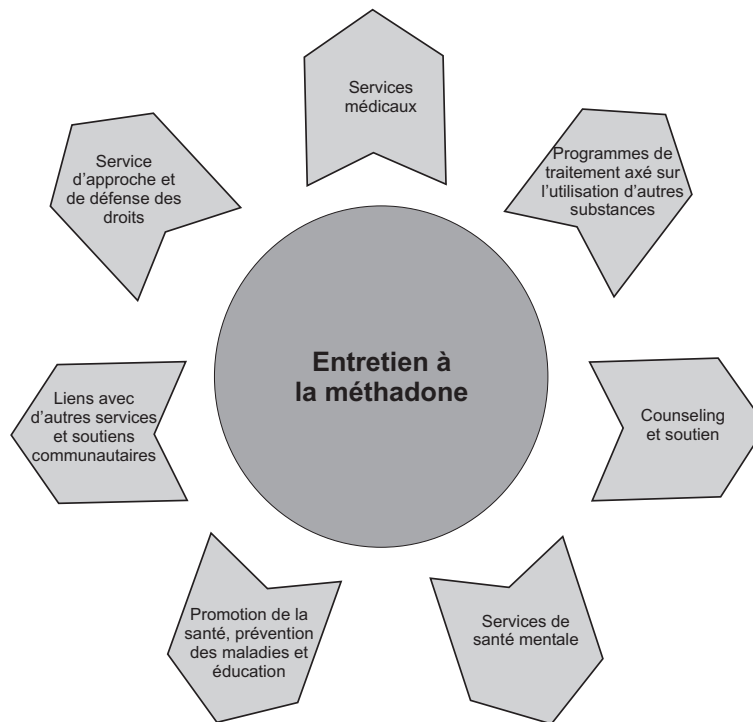 Services
médicaux
Programmes de
traitement axé sur
l'utilisation d'autres
substances
Counseling
et soutien
Services de
santé mentale
Promotion de la
santé, prévention
des maladies et
éducation
Liens avec
d'autres services
et soutiens
communautaires
Service
d'approche et
de défense des
droits
Entretien à
la méthadone